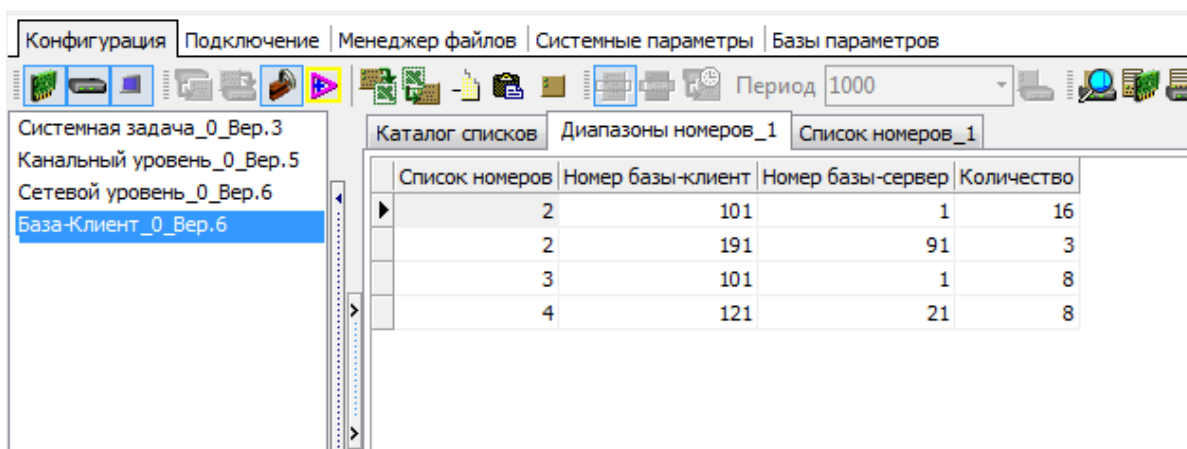 Конфигурация Подключение Менеджер файлов Системные параметры Базы параметров
Период 1000
Системная задача_0_Вер.3
Канальный уровень_0_Вер.5
Сетевой уровень_0_Вер.6
База-Клиент_0_Вер.6
Каталог списков Диапазоны номеров_1 Список номеров_1
Список номеров Номер базы-клиент Номер базы-сервер Количество
2 101 1 16
2 191 91 3
3 101 1 8
4 121 21 8